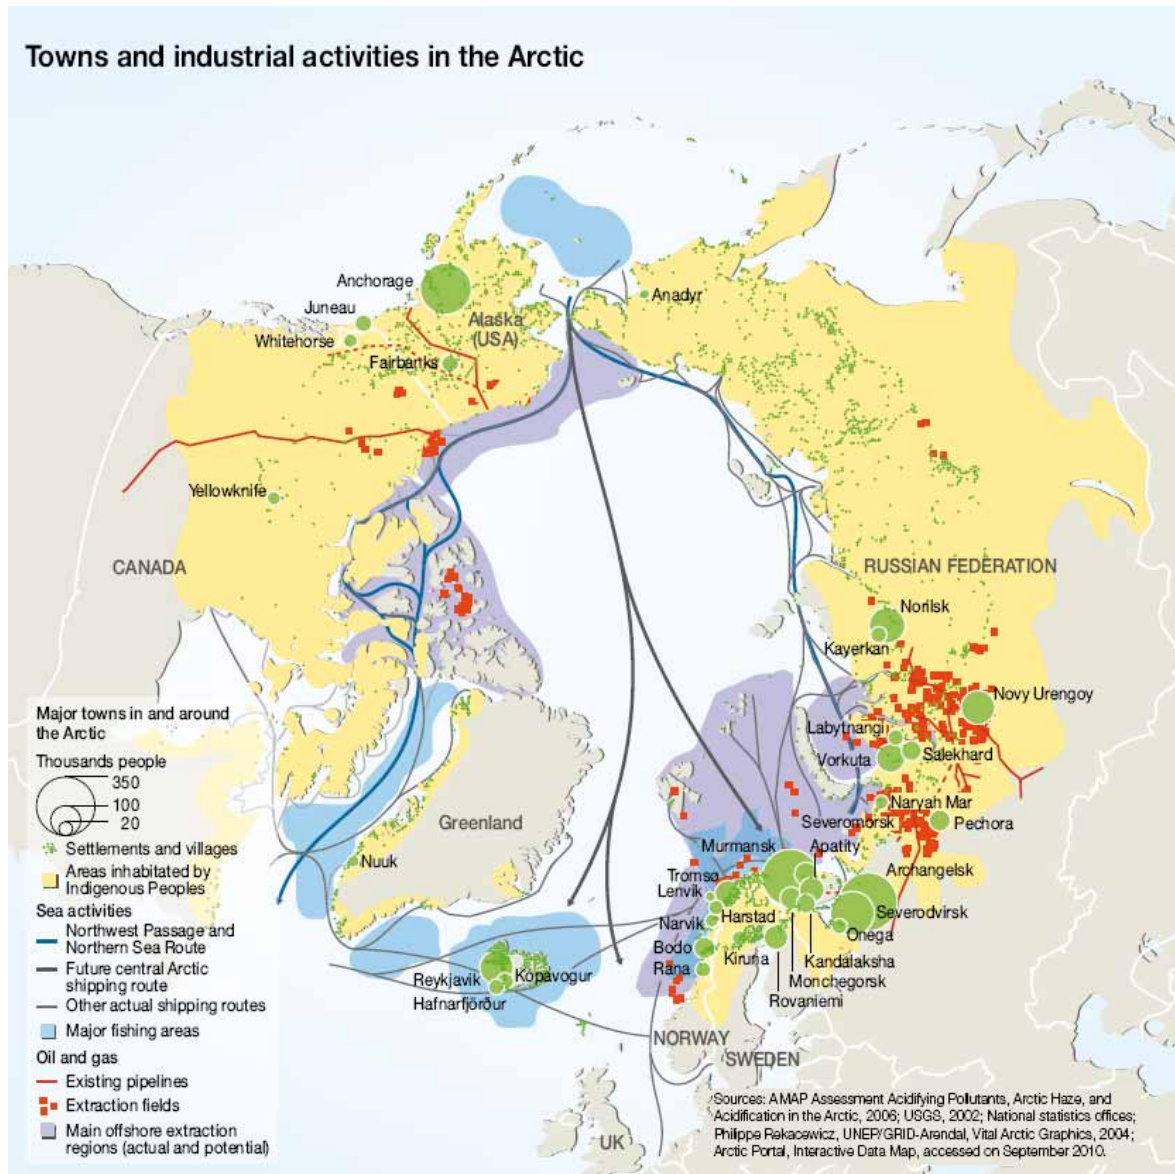 Towns and industrial activities in the Arctic
Anchorage
Juneau
Whitehorse
Alaska
(USA)
Fairbanks
Anadyr
Yellowknife
CANADA
RUSSIAN FEDERATION
Norilsk
Kayerkan
Novy Urengoy
Labytnangi
Salekhard
Vorkuta
Naryah Mar
Severomorsk
Pechora
Murmansk
Apatity
Archangelsk
Tromsø
Lenvik
Severodvirsk
Harstad
Narvik
Onega
Bodo
Kiruna
Kandalaksha
Rana
Monchegorsk
Rovaniemi
Greenland
Nuuk
Reykjavik
Kopavogur
Hafnarfjörður
NORWAY
SWEDEN
UK
Major towns in and around
the Arctic
Thousands people
350
100
20
Settlements and villages
Areas inhabitated by
Indigenous Peoples
Sea activities
Northwest Passage and
Northern Sea Route
Future central Arctic
shipping route
Other actual shipping routes
Major fishing areas
Oil and gas
Existing pipelines
Extraction fields
Main offshore extraction
regions (actual and potential)
Sources: AMAP Assessment Acidifying Pollutants, Arctic Haze, and
Acidification in the Arctic, 2006; USGS, 2002; National statistics offices;
Philippe Rekacewicz, UNEP/GRID-Arendal, Vital Arctic Graphics, 2004;
Arctic Portal, Interactive Data Map, accessed on September 2010.